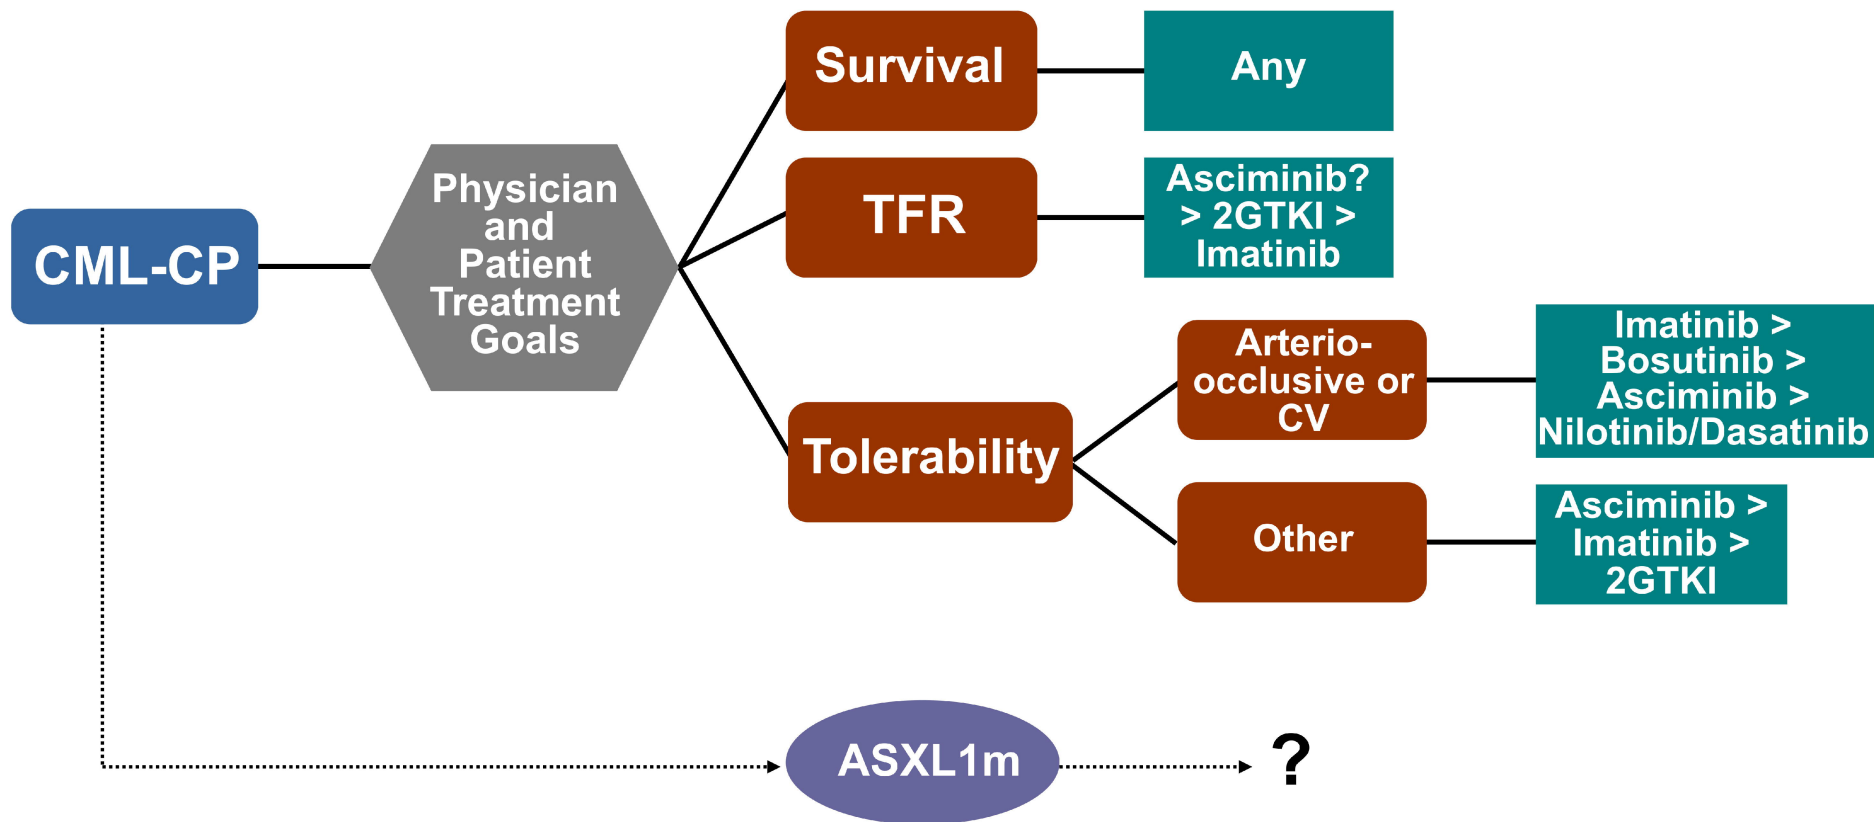 CML-CP
Physician
and
Patient
Treatment
Goals
Survival
Any
TFR
Asciminib?
> 2GTKI >
Imatinib
Tolerability
Arterio-
occlusive or
CV
Imatinib >
Bosutinib >
Asciminib >
Nilotinib/Dasatinib
Other
Asciminib >
Imatinib >
2GTKI
ASXL1m
?